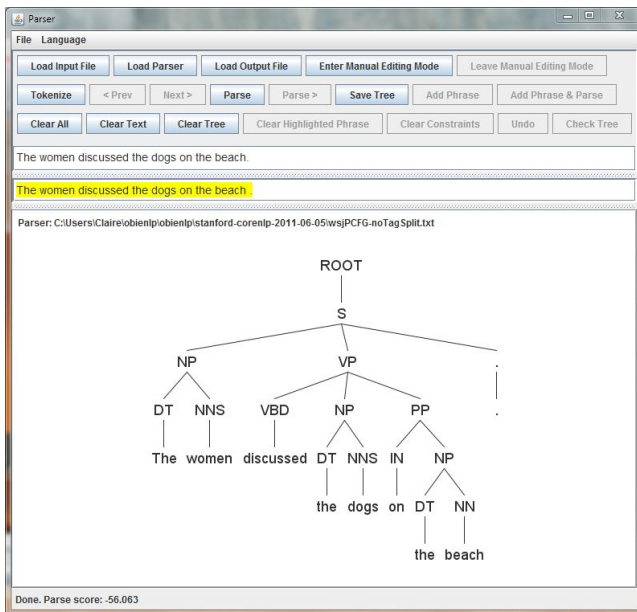 Parser
File Language
Load Input File Load Parser Load Output File Enter Manual Editing Mode Leave Manual Editing Mode
Tokenize < Prev Next > Parse Parse > Save Tree Add Phrase Add Phrase & Parse
Clear All Clear Text Clear Tree Clear Highlighted Phrase Clear Constraints Undo Check Tree
The women discussed the dogs on the beach.
The women discussed the dogs on the beach .
Parser: C:\Users\Claire\obienlp\obienlp\stanford-corenlp-2011-06-05\wsjPCFG-noTagSplit.txt
ROOT
S
NP VP .
DT NNS VBD NP PP .
The women discussed DT NNS IN NP
the dogs on DT NN
the beach
Done. Parse score: -56.063